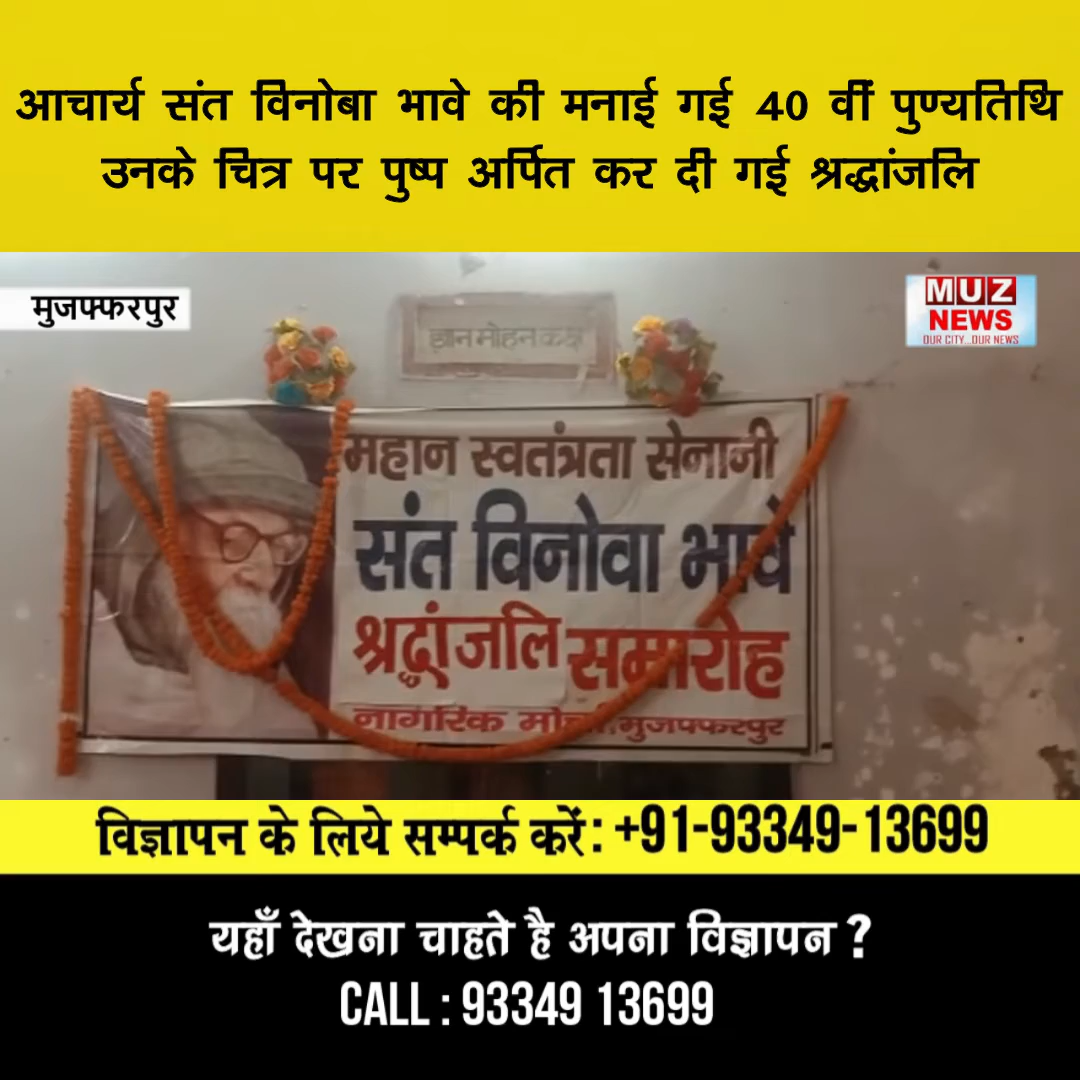 आचार्य संत विनोबा भावे की मनाई गई 40 वीं पुण्यतिथि
उनके चित्र पर पुष्प अर्पित कर दी गई श्रद्धांजलि
मुजफ्फरपुर
MUZ
NEWS
OUR CITY...OUR NEWS
ज्ञान मोहन कक्ष
महान स्वतंत्रता सेनानी
संत विनोवा भावे
श्रद्धांजलि समारोह
नागरिक मोर्चा, मुजफ्फरपुर
विज्ञापन के लिये सम्पर्क करें: +91-93349-13699
यहाँ देखना चाहते है अपना विज्ञापन ?
CALL : 93349 13699